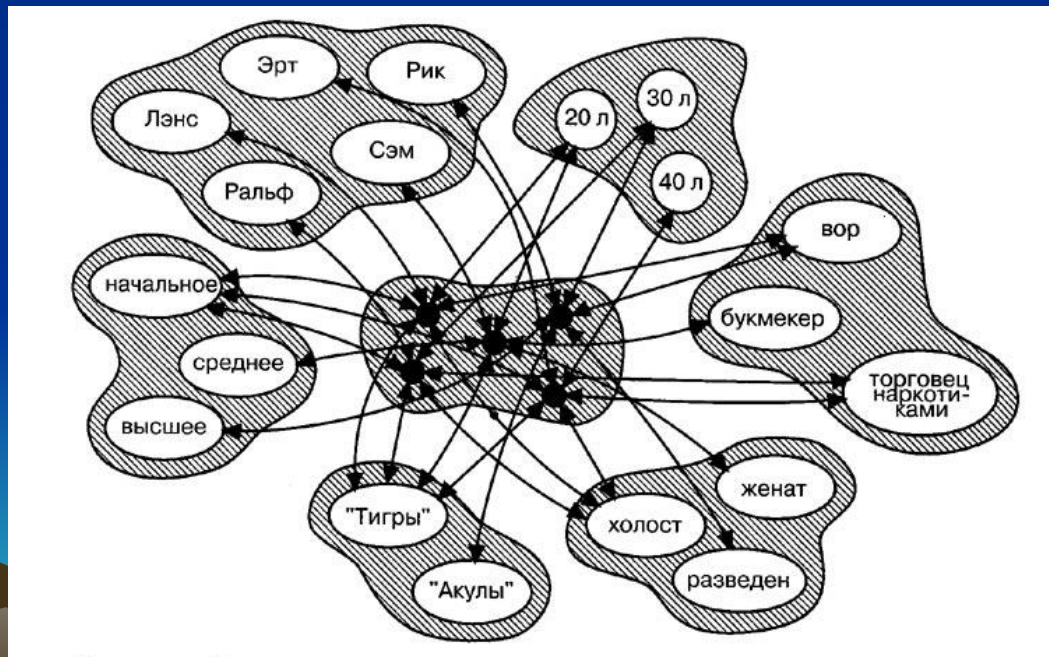 Эрт
Рик
Лэнс
Сэм
Ральф
20 л
30 л
40 л
вор
букмекер
торговец
наркоти-
ками
начальное
среднее
высшее
"Тигры"
"Акулы"
холост
женат
разведен